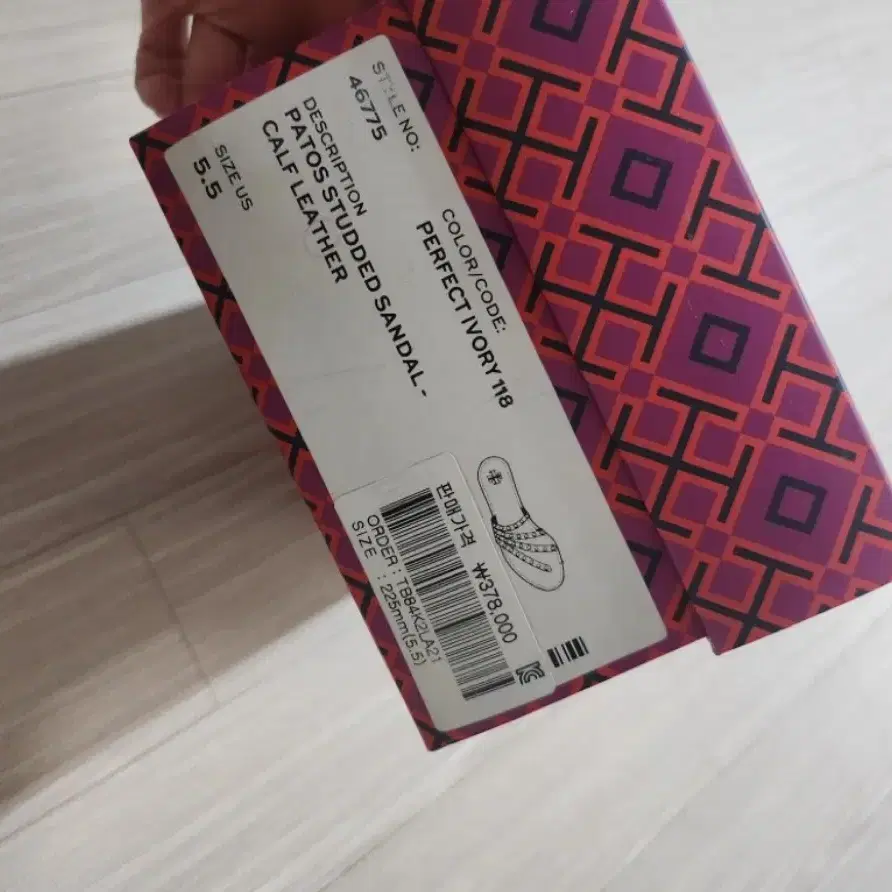 STYLE NO:
46775
COLOR/CODE:
PERFECT IVORY 118
DESCRIPTION
PATOS STUDDED SANDAL -
CALF LEATHER
SIZE US
5.5
판매가격 ₩378,000
ORDER : TB84K2LA21
SIZE : 225mm(5.5)